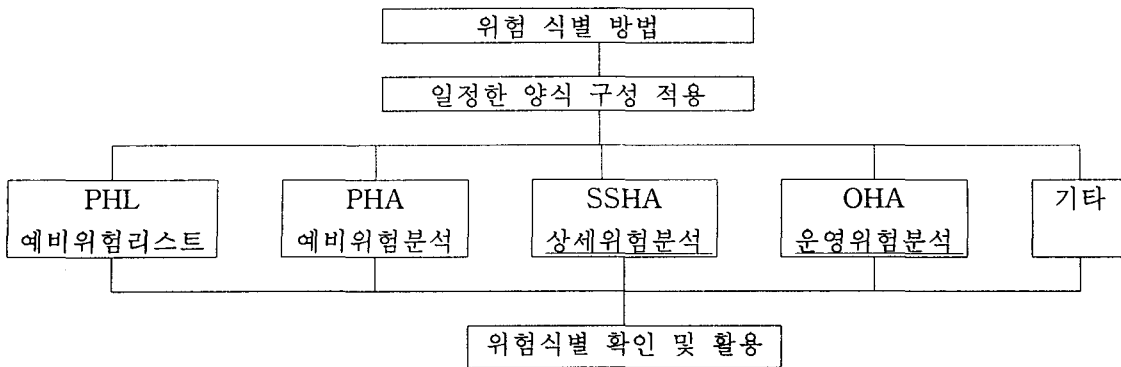 위험 식별 방법
일정한 양식 구성 적용
PHL
예비위험리스트
PHA
예비위험분석
SSHA
상세위험분석
OHA
운영위험분석
기타
위험식별 확인 및 활용